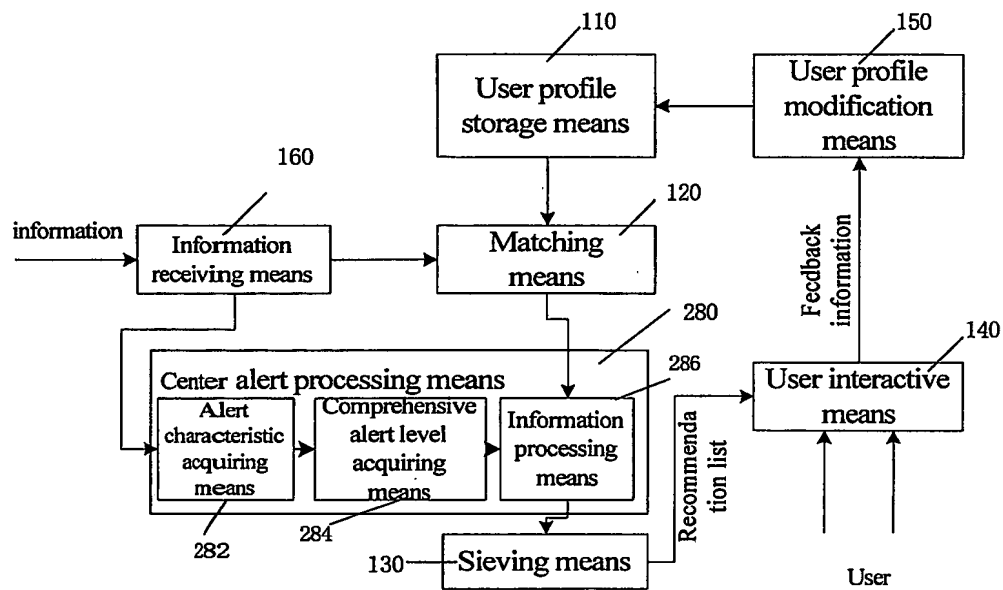 110
150
User profile
storage means
User profile
modification
means
160
120
information
Information
receiving means
Matching
means
Fecdback
information
280
140
Center alert processing means
286
User interactive
means
Alert
characteristic
acquiring
means
Comprehensive
alert level
acquiring
means
Information
processing
means
Recommenda
tion list
282
284
130
Sieving means
User